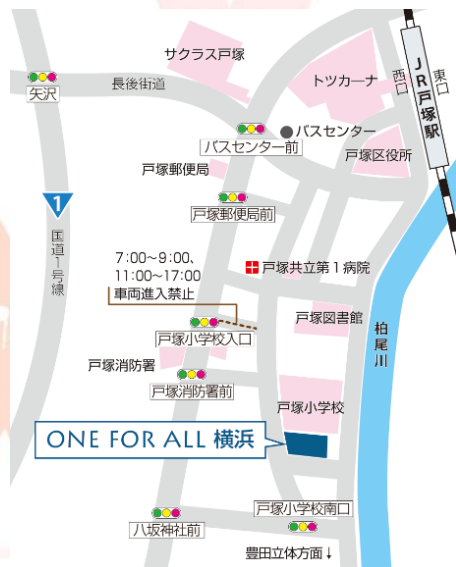 サクラス戸塚
トツカーナ
JR戸塚駅
西口
東口
矢沢
長後街道
バスセンター
バスセンター前
戸塚区役所
戸塚郵便局
戸塚郵便局前
1
国道1号線
7:00〜9:00、
11:00〜17:00
車両進入禁止
戸塚共立第1病院
戸塚図書館
柏尾川
戸塚小学校入口
戸塚消防署
戸塚消防署前
戸塚小学校
ONE FOR ALL 横浜
戸塚小学校南口
八坂神社前
豊田立体方面↓